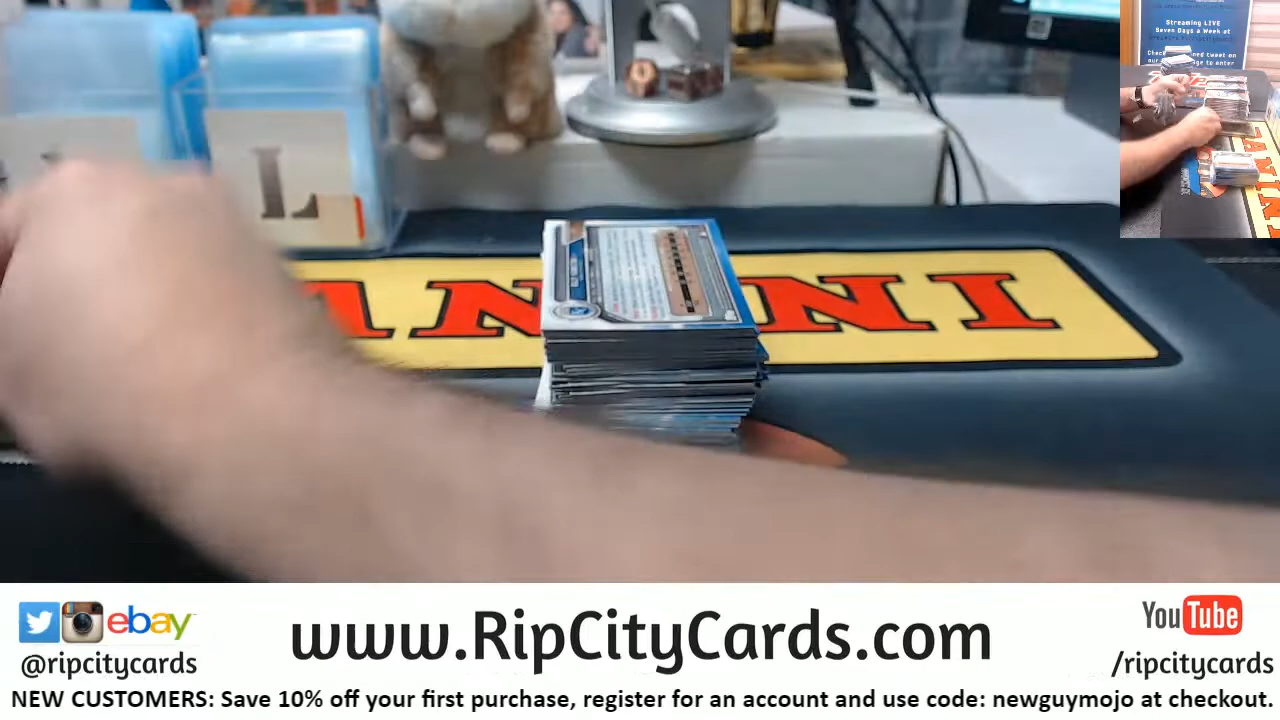 Streaming LIVE
Seven Days a Week at
L
PANINI
www.RipCityCards.com
ebay
@ripcitycards
YouTube
/ripcitycards
NEW CUSTOMERS: Save 10% off your first purchase, register for an account and use code: newguymojo at checkout.